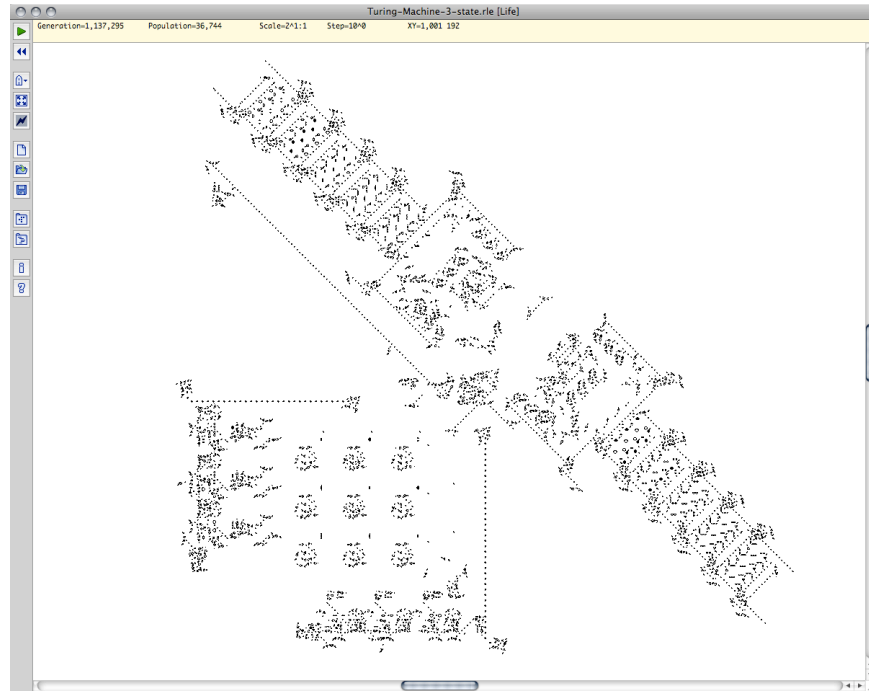 Turing-Machine-3-state.rle [Life]
Generation=1,137,295 Population=36,744 Scale=2^1:1 Step=10^0 XY=1,001 192